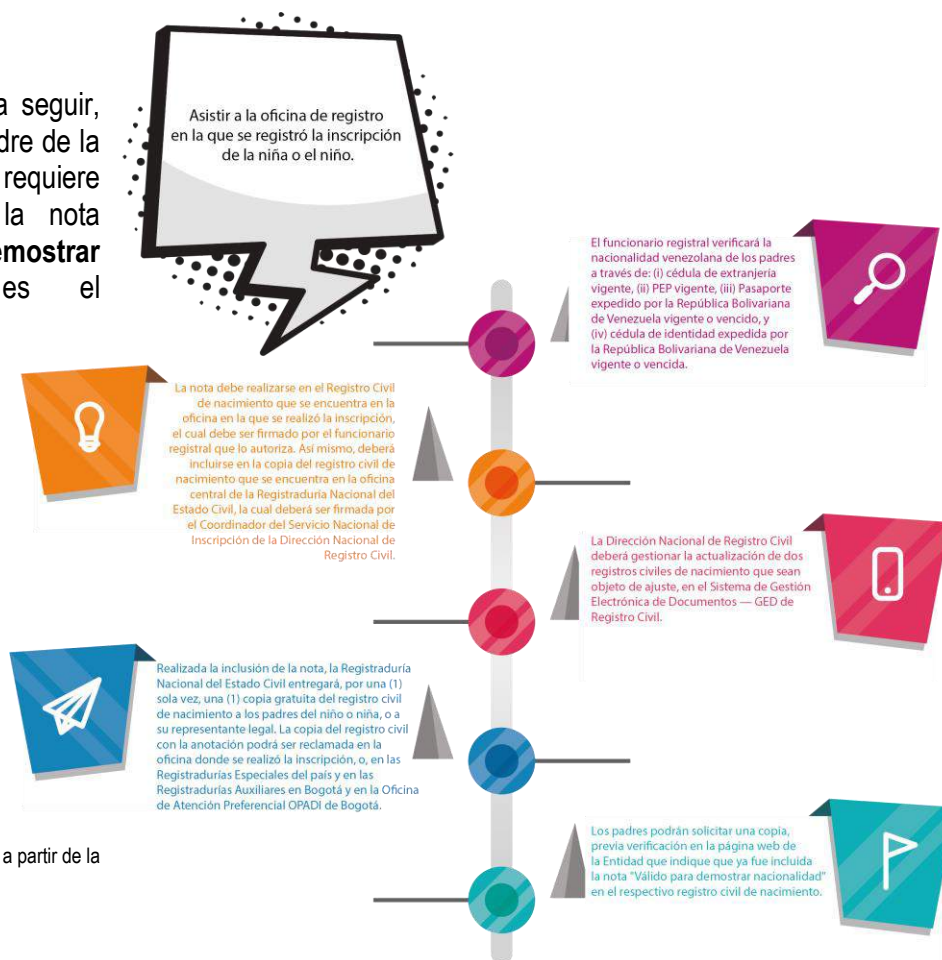 a seguir,
dre de la
requiere
la nota
emostrar
es el
Asistir a la oficina de registro
en la que se registró la inscripción
de la niña o el niño.
El funcionario registral verificará la
nacionalidad venezolana de los padres
a través de: (i) cédula de extranjería
vigente, (ii) PEP vigente, (iii) Pasaporte
expedido por la República Bolivariana
de Venezuela vigente o vencido, y
(iv) cédula de identidad expedida por
la República Bolivariana de Venezuela
vigente o vencida.
La nota debe realizarse en el Registro Civil
de nacimiento que se encuentra en la
oficina en la que se realizó la inscripción,
el cual debe ser firmado por el funcionario
registral que lo autoriza. Así mismo, deberá
incluirse en la copia del registro civil de
nacimiento que se encuentra en la oficina
central de la Registraduría Nacional del
Estado Civil, la cual deberá ser firmada por
el Coordinador del Servicio Nacional de
Inscripción de la Dirección Nacional de
Registro Civil.
La Dirección Nacional de Registro Civil
deberá gestionar la actualización de dos
registros civiles de nacimiento que sean
objeto de ajuste, en el Sistema de Gestión
Electrónica de Documentos — GED de
Registro Civil.
Realizada la inclusión de la nota, la Registraduría
Nacional del Estado Civil entregará, por una (1)
sola vez, una (1) copia gratuita del registro civil
de nacimiento a los padres del niño o niña, o a
su representante legal. La copia del registro civil
con la anotación podrá ser reclamada en la
oficina donde se realizó la inscripción, o, en las
Registradurías Especiales del país y en las
Registradurías Auxiliares en Bogotá y en la Oficina
de Atención Preferencial OPADI de Bogotá.
a partir de la
Los padres podrán solicitar una copia,
previa verificación en la página web de
la Entidad que indique que ya fue incluida
la nota "Válido para demostrar nacionalidad"
en el respectivo registro civil de nacimiento.